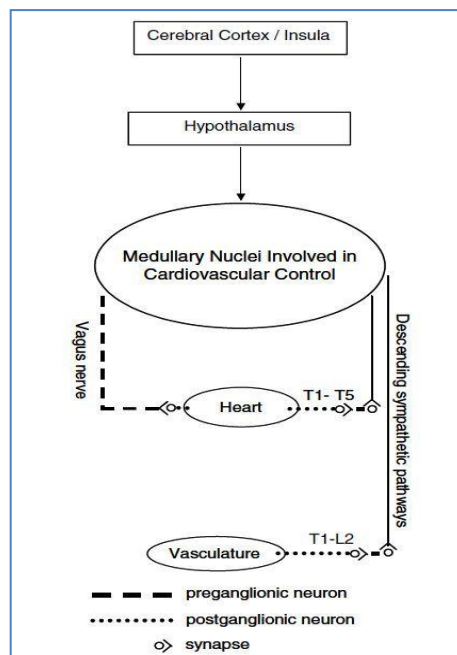 Cerebral Cortex / Insula
Hypothalamus
Medullary Nuclei Involved in
Cardiovascular Control
Vagus nerve
Descending sympathetic pathways
Heart
T1- T5
T1-L2
Vasculature
preganglionic neuron
postganglionic neuron
synapse